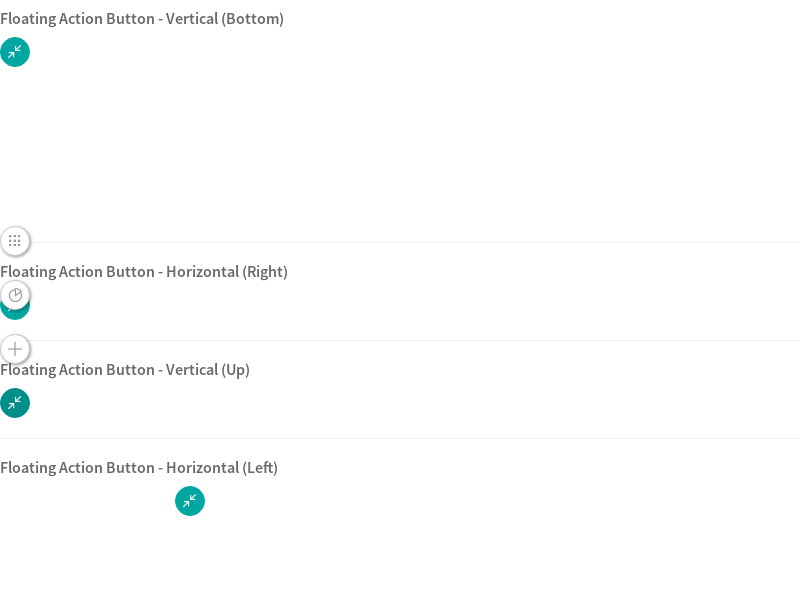 Floating Action Button - Vertical (Bottom)
Floating Action Button - Horizontal (Right)
Floating Action Button - Vertical (Up)
Floating Action Button - Horizontal (Left)